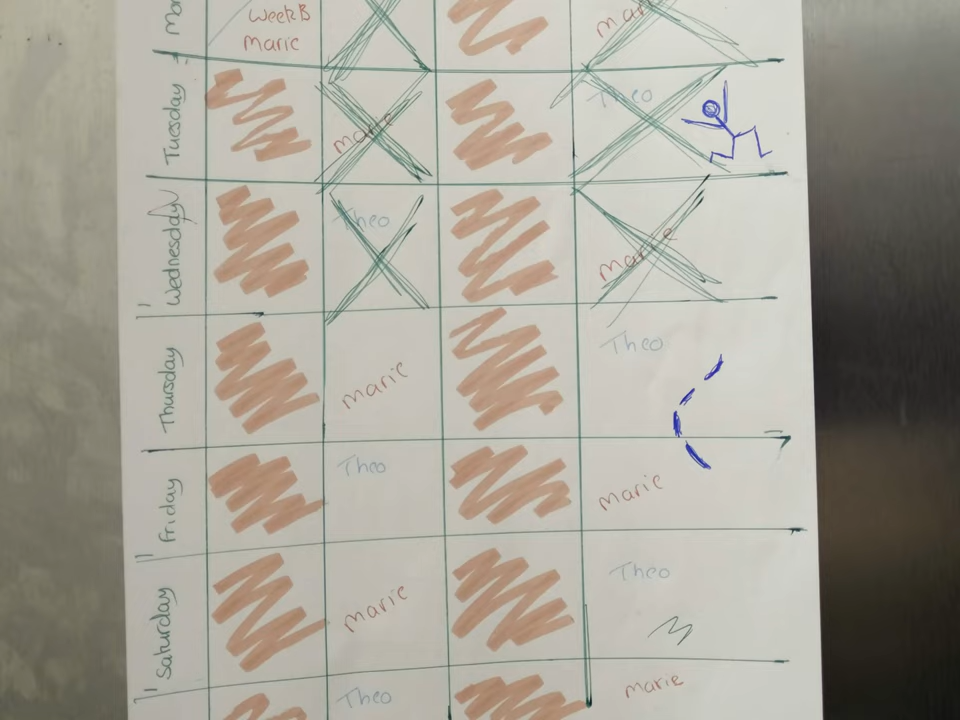 Mon
Week B
Marie
mar
Tuesday
marie
Theo
Wednesday
Theo
marie
Thursday
marie
Theo
Friday
Theo
marie
Saturday
marie
Theo
Theo
marie